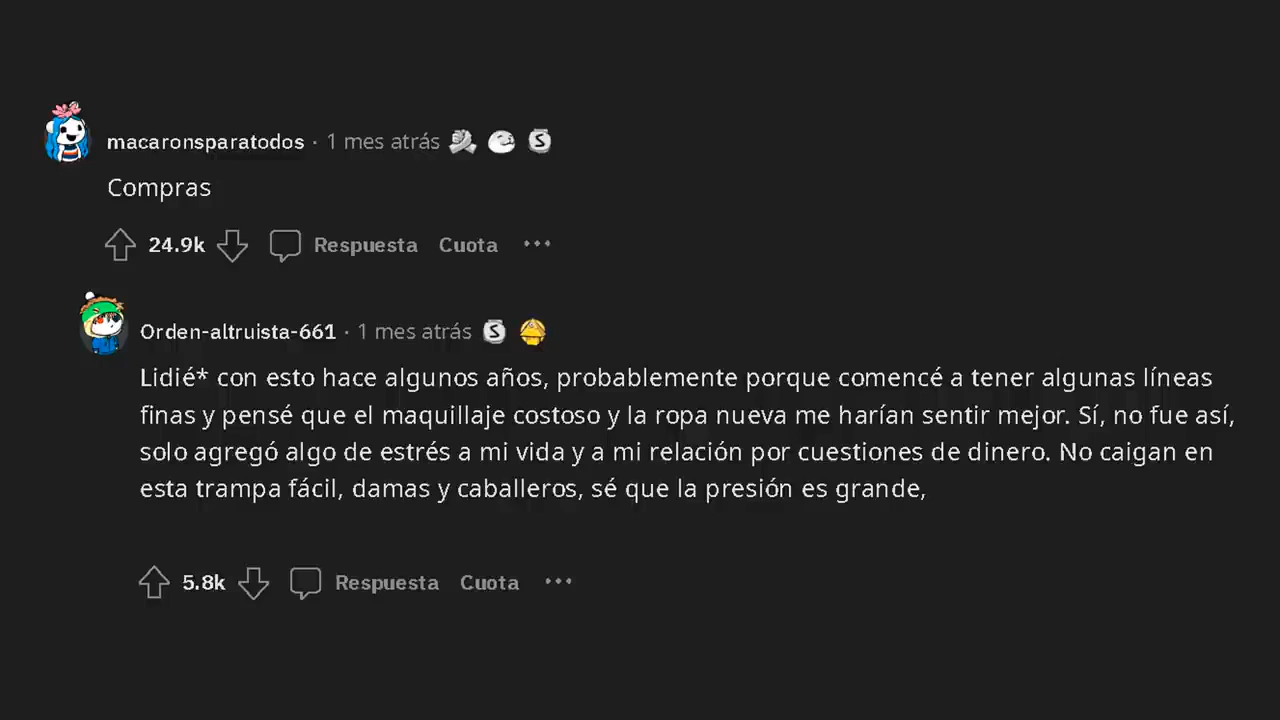 macaronsparatodos · 1 mes atrás
Compras
24.9k Respuesta Cuota ···
Orden-altruista-661 · 1 mes atrás
Lidié* con esto hace algunos años, probablemente porque comencé a tener algunas líneas
finas y pensé que el maquillaje costoso y la ropa nueva me harían sentir mejor. Sí, no fue así,
solo agregó algo de estrés a mi vida y a mi relación por cuestiones de dinero. No caigan en
esta trampa fácil, damas y caballeros, sé que la presión es grande,
5.8k Respuesta Cuota ···